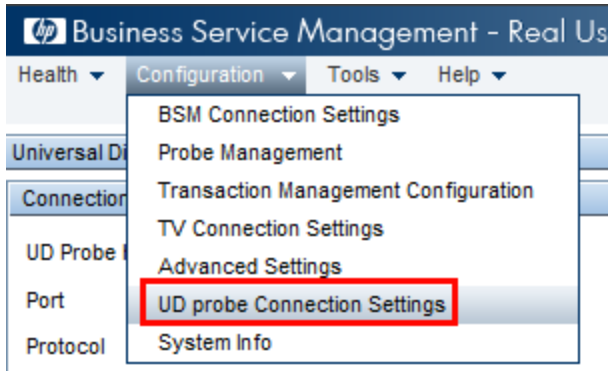 hp Business Service Management - Real Us
Health Configuration Tools Help
BSM Connection Settings
Universal Di
Probe Management
Connection
Transaction Management Configuration
TV Connection Settings
UD Probe
Advanced Settings
Port
UD probe Connection Settings
Protocol
System Info